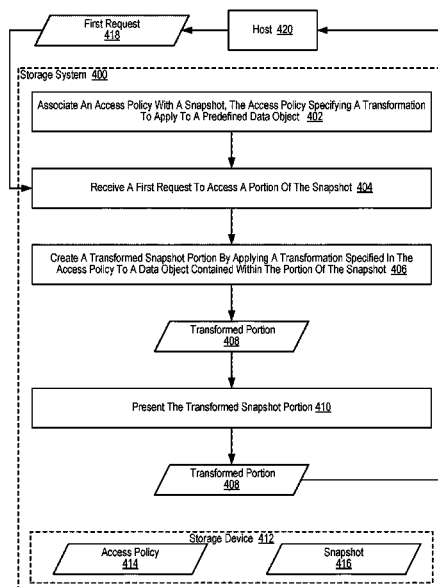 First Request
418
Host 420
Storage System 400
Associate An Access Policy With A Snapshot, The Access Policy Specifying A Transformation
To Apply To A Predefined Data Object 402
Receive A First Request To Access A Portion Of The Snapshot 404
Create A Transformed Snapshot Portion By Applying A Transformation Specified In The
Access Policy To A Data Object Contained Within The Portion Of The Snapshot 406
Transformed Portion
408
Present The Transformed Snapshot Portion 410
Transformed Portion
408
Storage Device 412
Access Policy
414
Snapshot
416